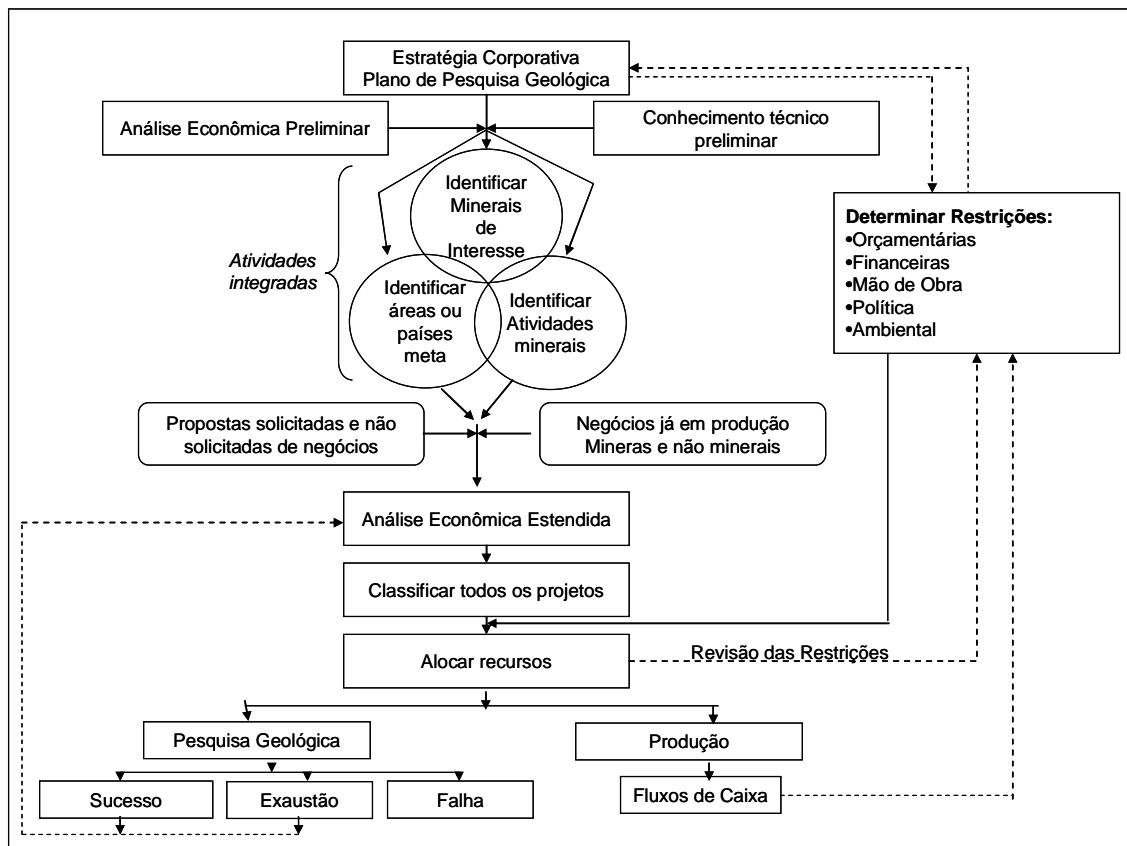 Estratégia Corporativa
Plano de Pesquisa Geológica
Análise Econômica Preliminar
Conhecimento técnico
preliminar
Identificar
Minerais
de
Interesse
Atividades
integradas
Identificar
áreas ou
países
meta
Identificar
Atividades
minerais
Determinar Restrições:
•Orçamentárias
•Financeiras
•Mão de Obra
•Política
•Ambiental
Propostas solicitadas e não
solicitadas de negócios
Negócios já em produção
Mineras e não minerais
Análise Econômica Estendida
Classificar todos os projetos
Alocar recursos
Revisão das Restrições
Pesquisa Geológica
Produção
Sucesso
Exaustão
Falha
Fluxos de Caixa